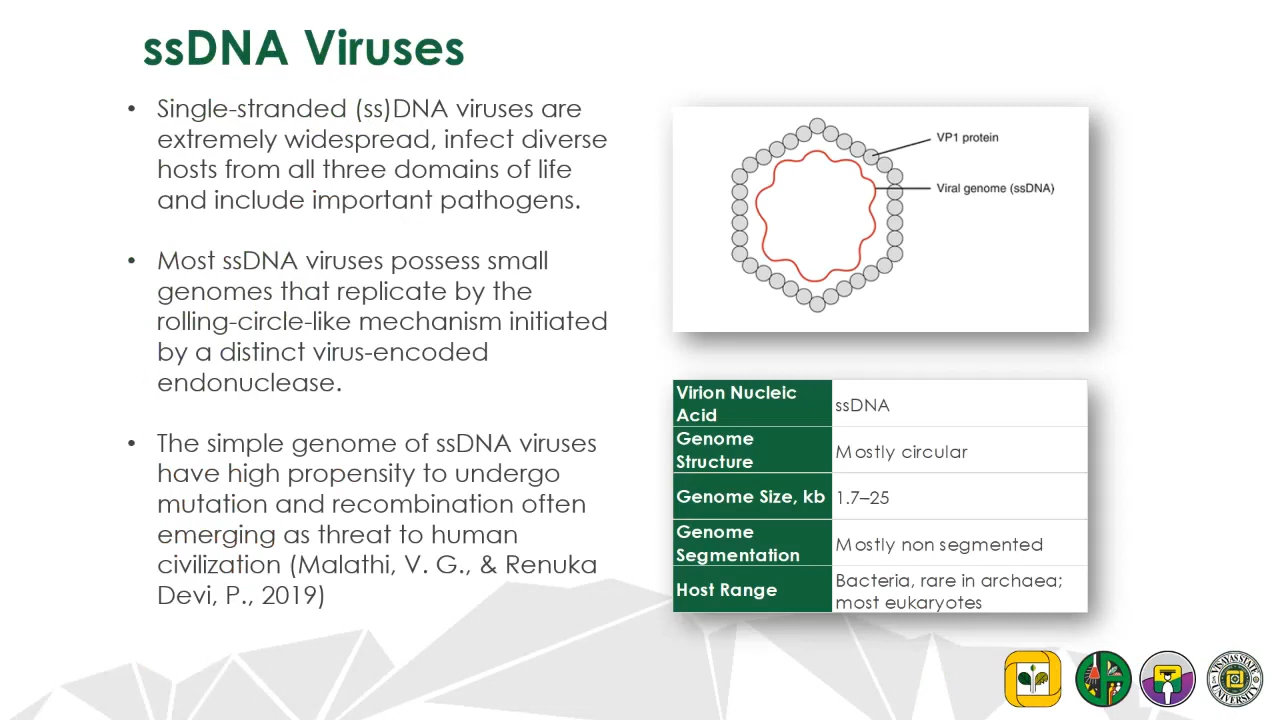 ssDNA Viruses
• Single-stranded (ss)DNA viruses are
extremely widespread, infect diverse
hosts from all three domains of life
and include important pathogens.
• Most ssDNA viruses possess small
genomes that replicate by the
rolling-circle-like mechanism initiated
by a distinct virus-encoded
endonuclease.
• The simple genome of ssDNA viruses
have high propensity to undergo
mutation and recombination often
emerging as threat to human
civilization (Malathi, V. G., & Renuka
Devi, P., 2019)
VP1 protein
Viral genome (ssDNA)
Virion Nucleic
Acid
ssDNA
Genome
Structure
Mostly circular
Genome Size, kb
1.7–25
Genome
Segmentation
Mostly non segmented
Host Range
Bacteria, rare in archaea;
most eukaryotes
VISAYAS STATE
UNIVERSITY